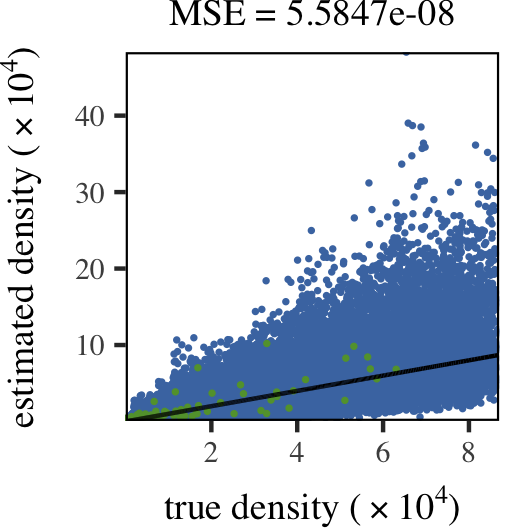 MSE = 5.5847e-08
estimated density ( × 10⁴)
40
30
20
10
2 4 6 8
true density ( × 10⁴)